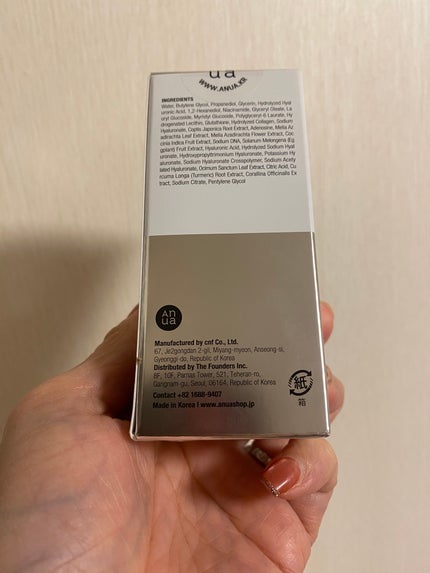 ua
WWW.ANUA.KR
INGREDIENTS
Water, Butylene Glycol, Propanediol, Glycerin, Hydrolyzed Hyal
uronic Acid, 1,2-Hexanediol, Niacinamide, Glyceryl Oleate, La
uryl Glucoside, Myristyl Glucoside, Polyglyceryl-6 Laurate, Hy
drogenated Lecithin, Glutathione, Hydrolyzed Collagen, Sodium
Hyaluronate, Coptis Japonica Root Extract, Adenosine, Melia Az
adirachta Leaf Extract, Melia Azadirachta Flower Extract, Coc
cinia Indica Fruit Extract, Sodium DNA, Solanum Melongena (Eg
gplant) Fruit Extract, Hyaluronic Acid, Hydrolyzed Sodium Hyal
uronate, Hydroxypropyltrimonium Hyaluronate, Potassium Hy
aluronate, Sodium Hyaluronate Crosspolymer, Sodium Acety
lated Hyaluronate, Ocimum Sanctum Leaf Extract, Citric Acid, Cu
rcuma Longa (Turmeric) Root Extract, Corallina Officinalis Ex
tract, Sodium Citrate, Pentylene Glycol
An
ua
Manufactured by cnf Co., Ltd.
67, Je2gongdan 2-gil, Miyang-myeon, Anseong-si,
Gyeonggi-do, Republic of Korea
Distributed by The Founders Inc.
8F, 10F, Parnas Tower, 521, Teheran-ro,
Gangnam-gu, Seoul, 06164, Republic of Korea
Contact +82 1688-9407
Made in Korea l www.anuashop.jp
紙
箱